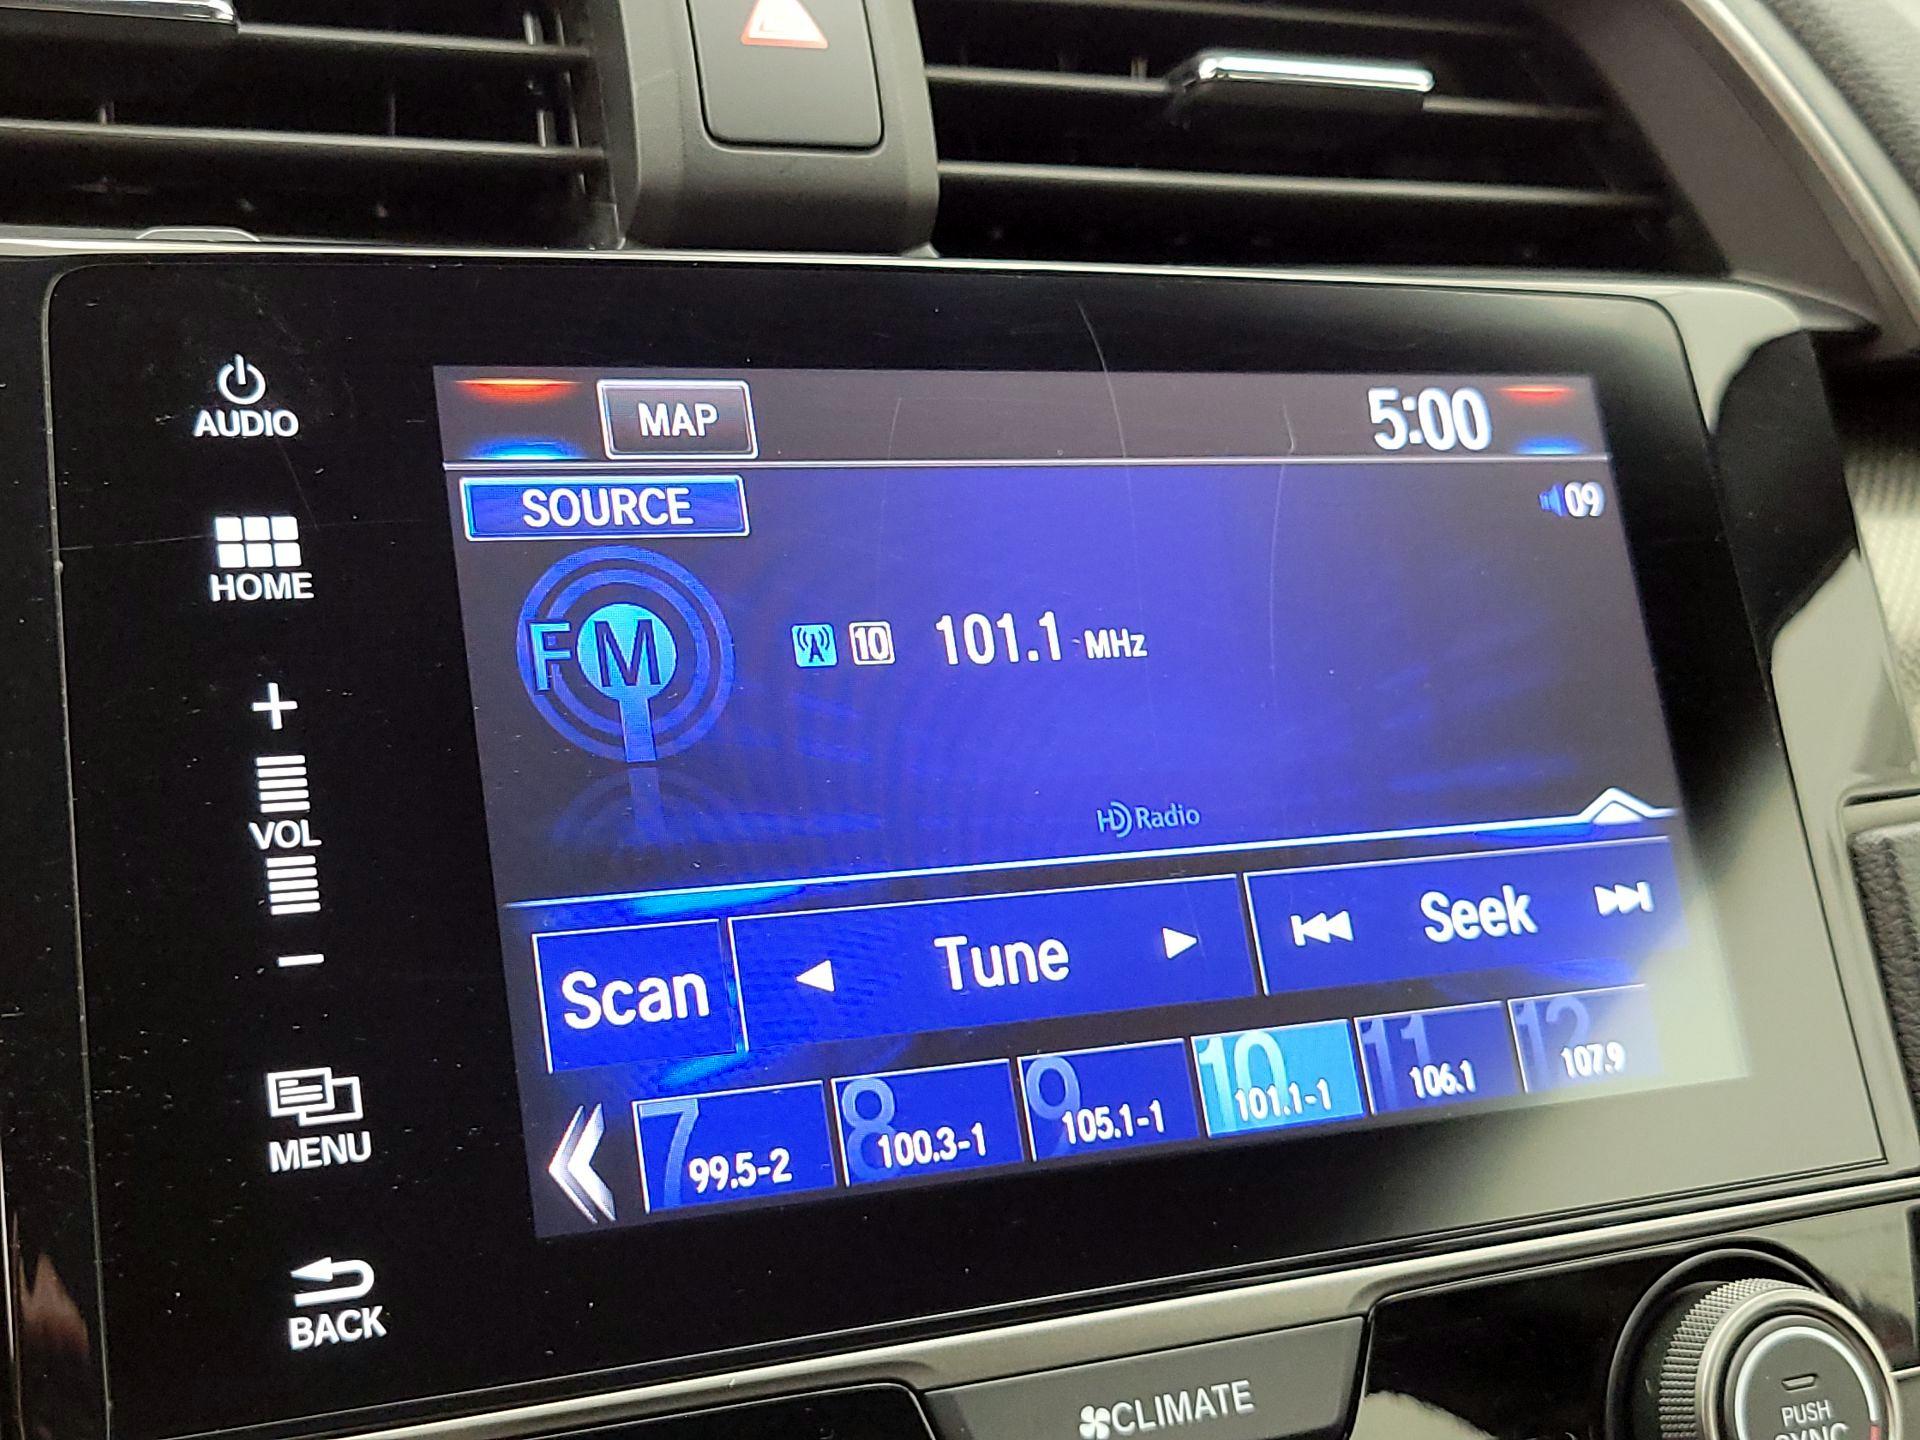 AUDIO
MAP
5:00
SOURCE
09
HOME
FM
10 101.1 MHz
VOL
HD Radio
Scan
Tune
Seek
7 99.5-2
8 100.3-1
9 105.1-1
10 101.1-1
11 106.1
12 107.9
MENU
BACK
CLIMATE
PUSH
SYNC